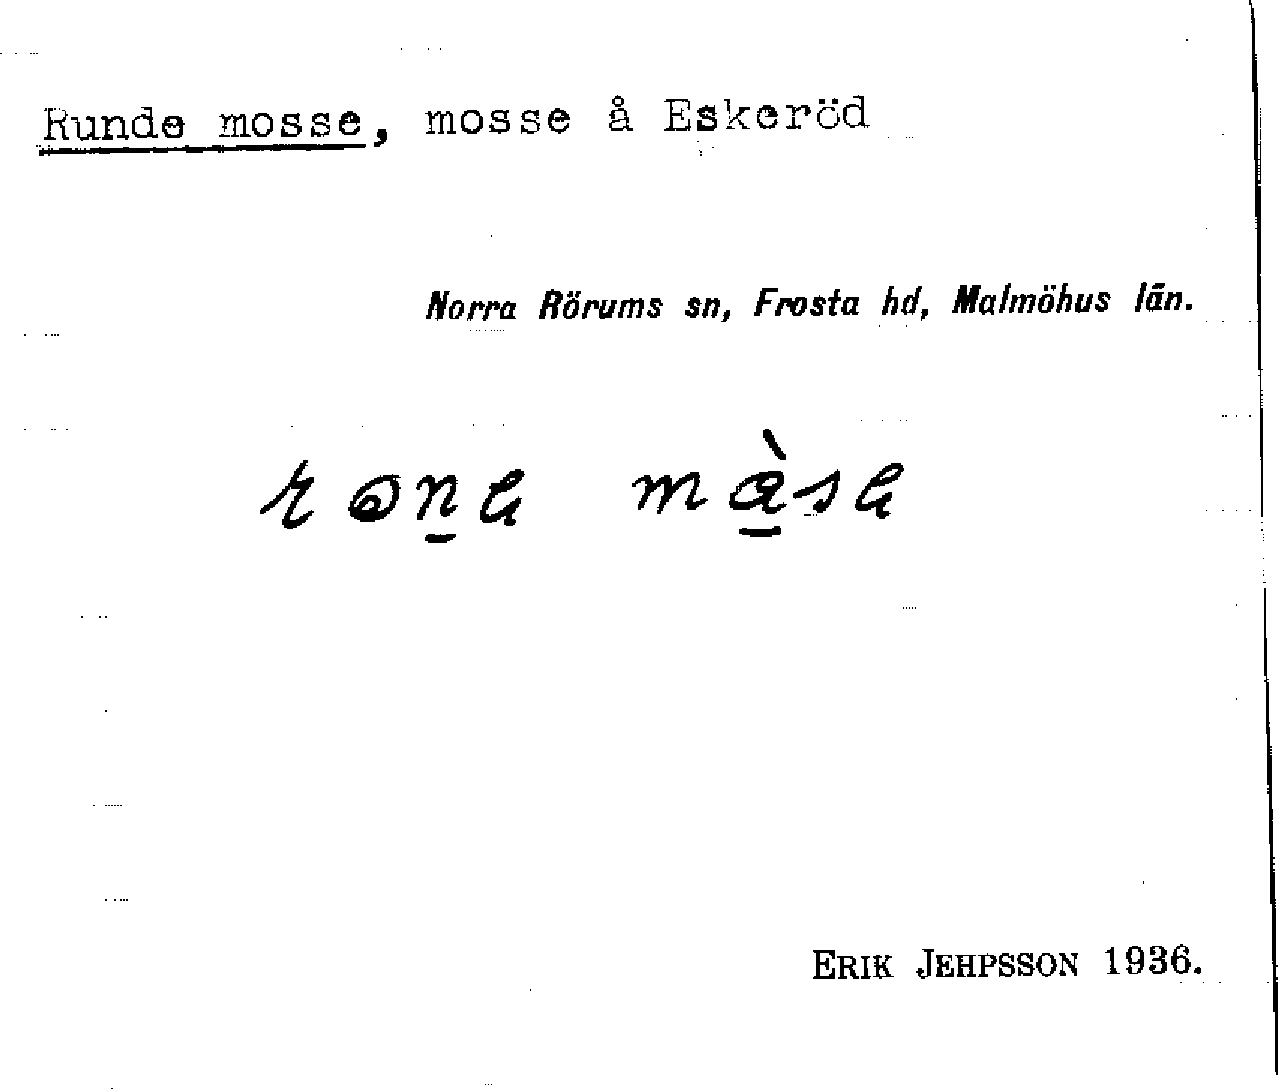 Runde mosse, mosse å Eskeröd
Norra Rörums sn, Frosta hd, Malmöhus län.
ERIK JEHPSSON 1936.